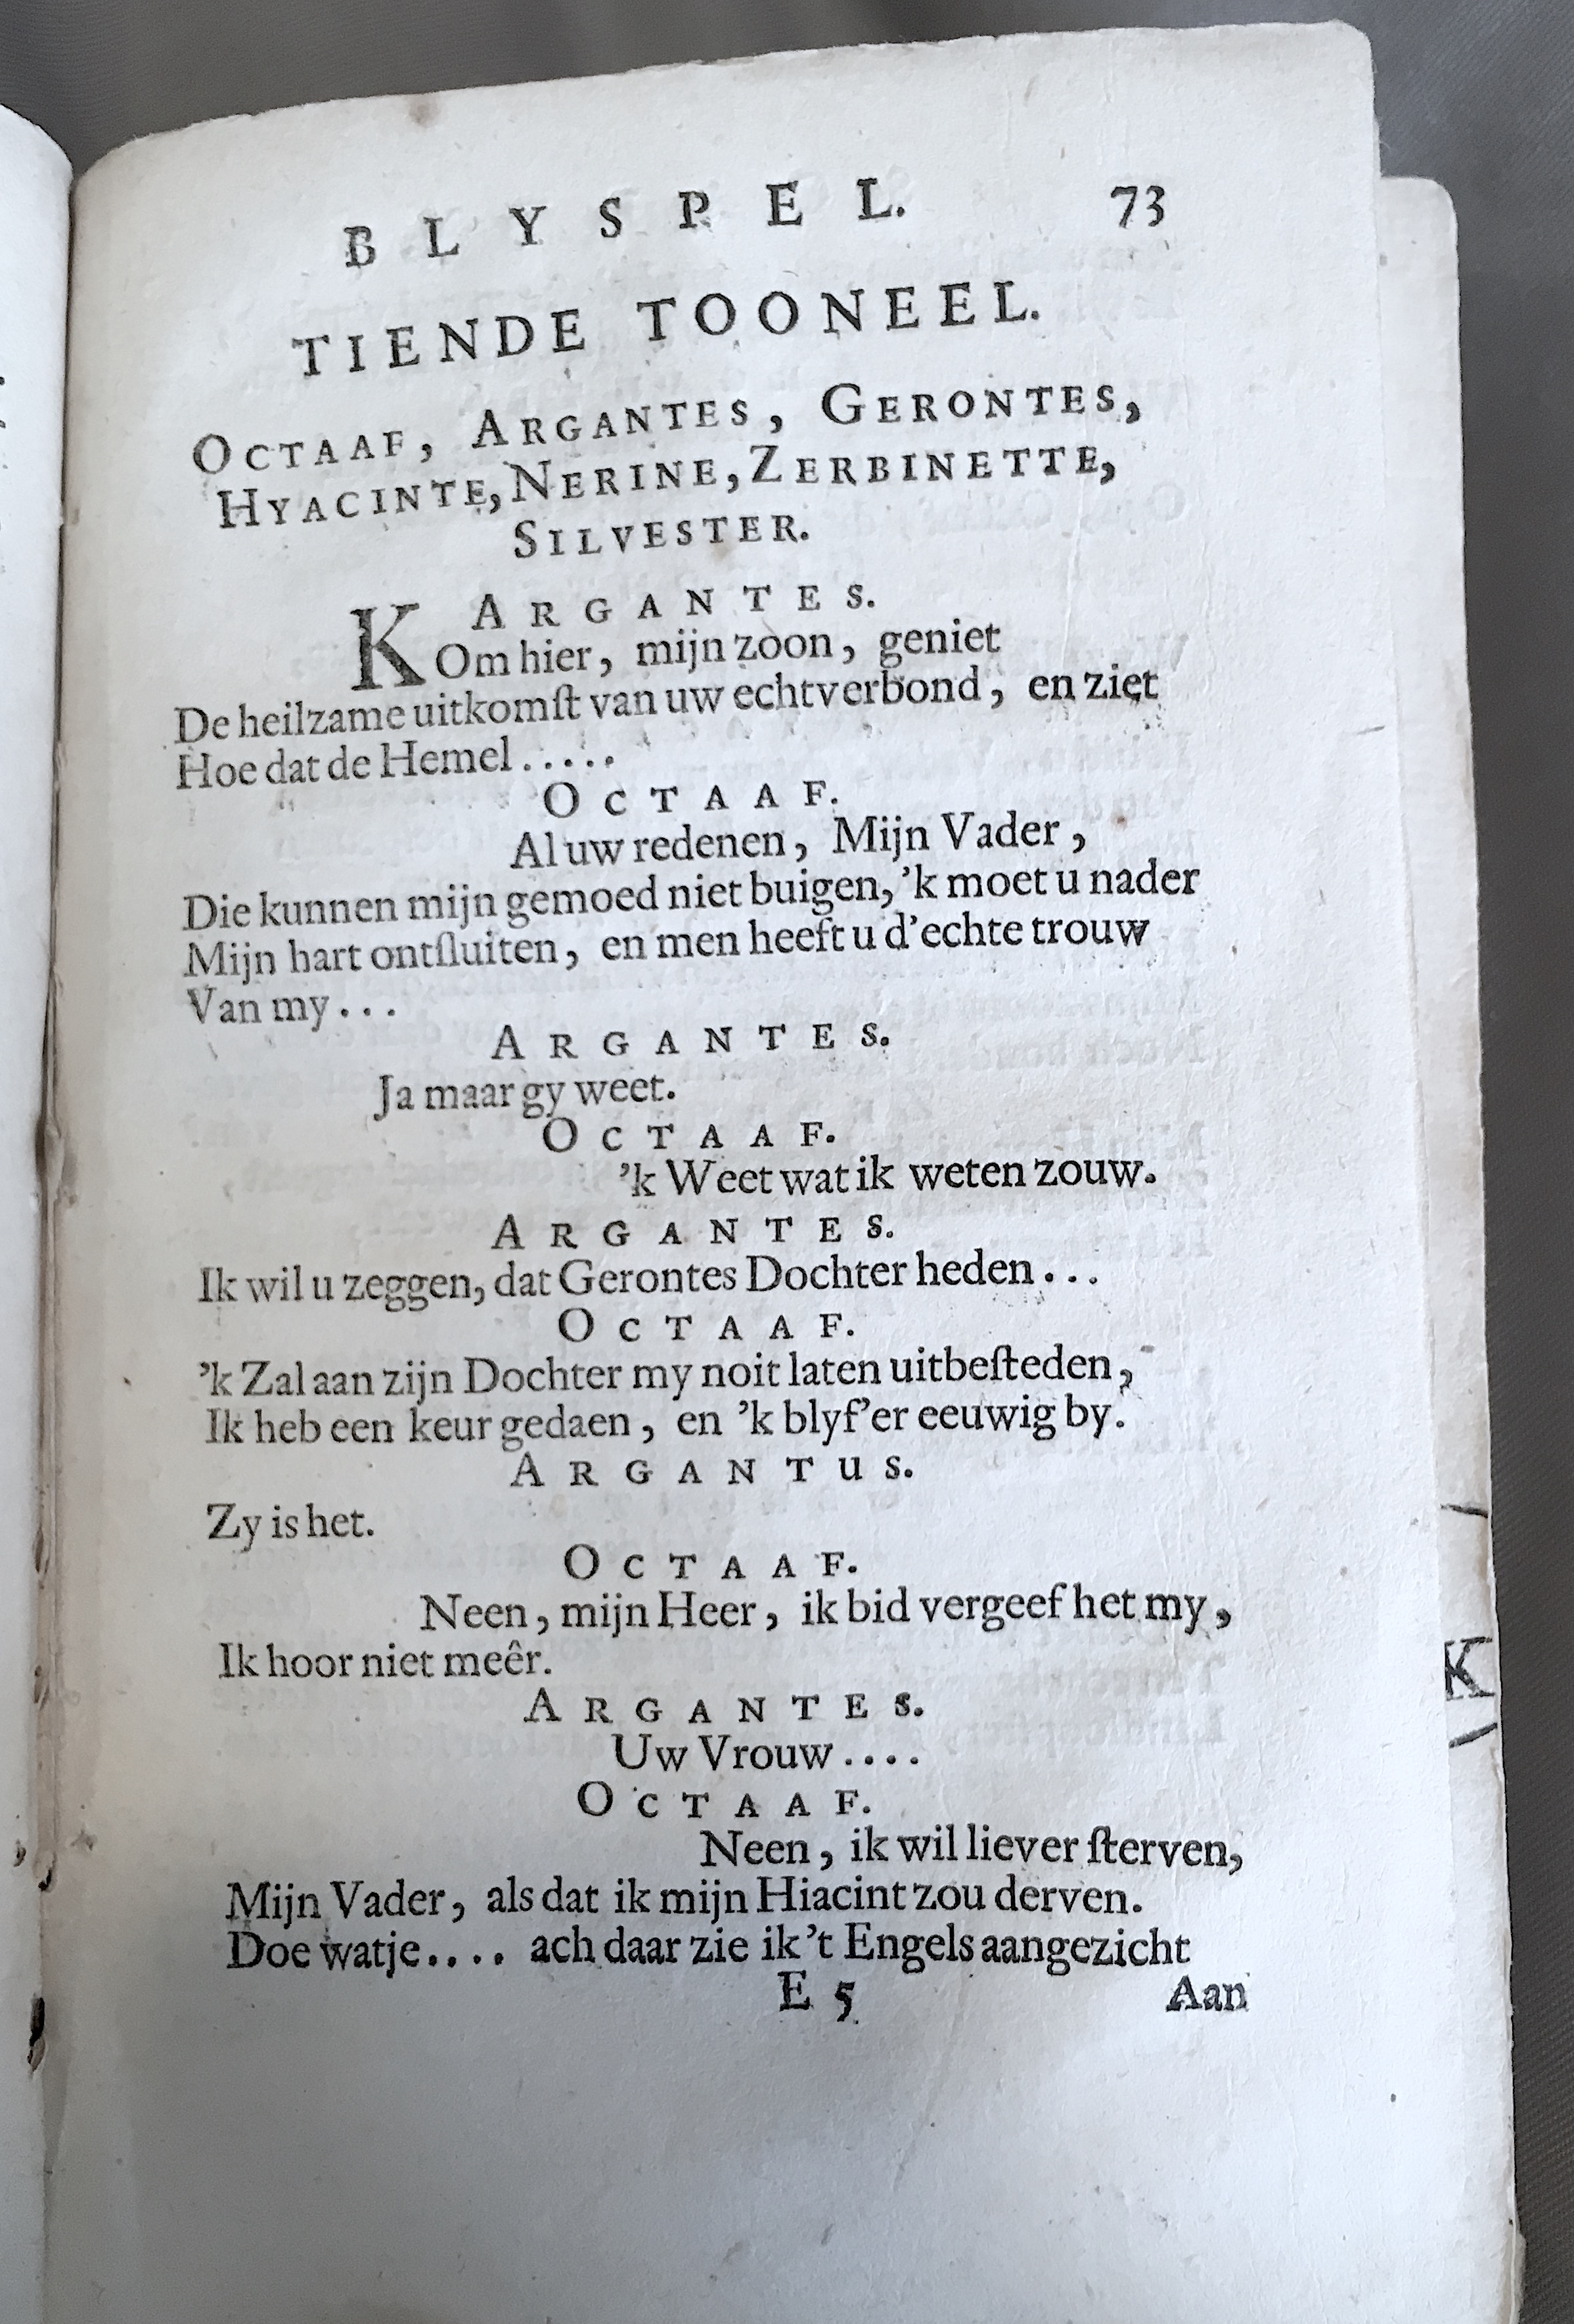 BLYSPEL. 73
TIENDE TOONEEL.
OCTAAF, ARGANTES, GERONTES,
HYACINTE, NERINE, ZERBINETTE,
SILVESTER.
ARGANTES.
KOm hier, mijn zoon, geniet
De heilzame uitkomſt van uw echtverbond, en ziet
Hoe dat de Hemel.....
OCTAAF.
Al uw redenen, Mijn Vader,
Die kunnen mijn gemoed niet buigen, 'k moet u nader
Mijn hart ontſluiten, en men heeft u d'echte trouw
Van my...
ARGANTES.
Ja maar gy weet.
OCTAAF.
'k Weet wat ik weten zouw.
ARGANTES.
Ik wil u zeggen, dat Gerontes Dochter heden...
OCTAAF.
'k Zal aan zijn Dochter my noit laten uitbeſteden,
Ik heb een keur gedaen, en 'k blyf'er eeuwig by.
ARGANTUS.
Zy is het.
OCTAAF.
Neen, mijn Heer, ik bid vergeef het my,
Ik hoor niet meêr.
ARGANTES.
Uw Vrouw....
OCTAAF.
Neen, ik wil liever ſterven,
Mijn Vader, als dat ik mijn Hiacint zou derven.
Doe watje.... ach daar zie ik 't Engels aangezicht
E 5 Aan
K